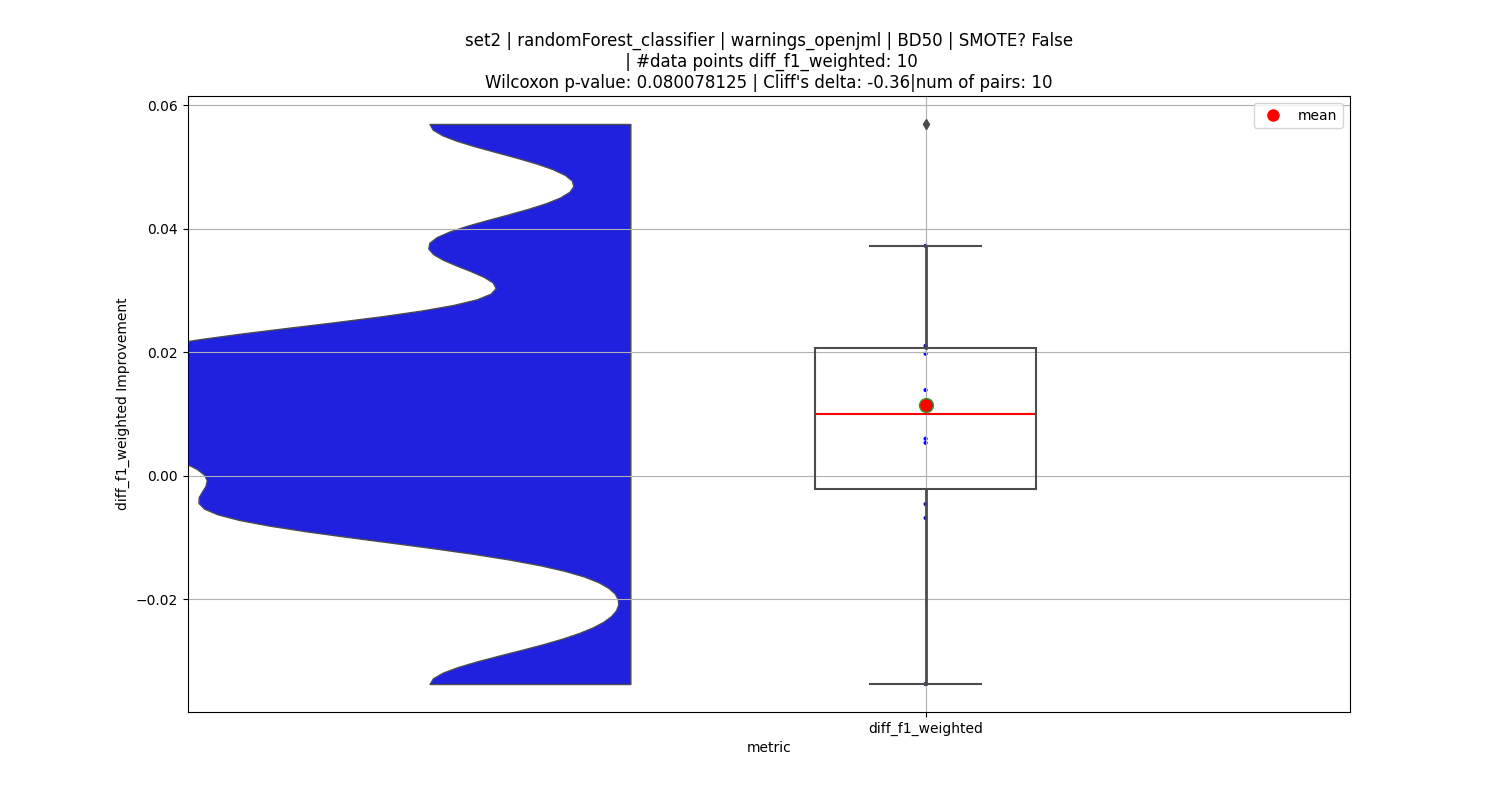 set2 | randomForest_classifier | warnings_openjml | BD50 | SMOTE? False
| #data points diff_f1_weighted: 10
Wilcoxon p-value: 0.080078125 | Cliff's delta: -0.36|num of pairs: 10
mean
0.06
0.04
0.02
0.00
−0.02
diff_f1_weighted Improvement
diff_f1_weighted
metric